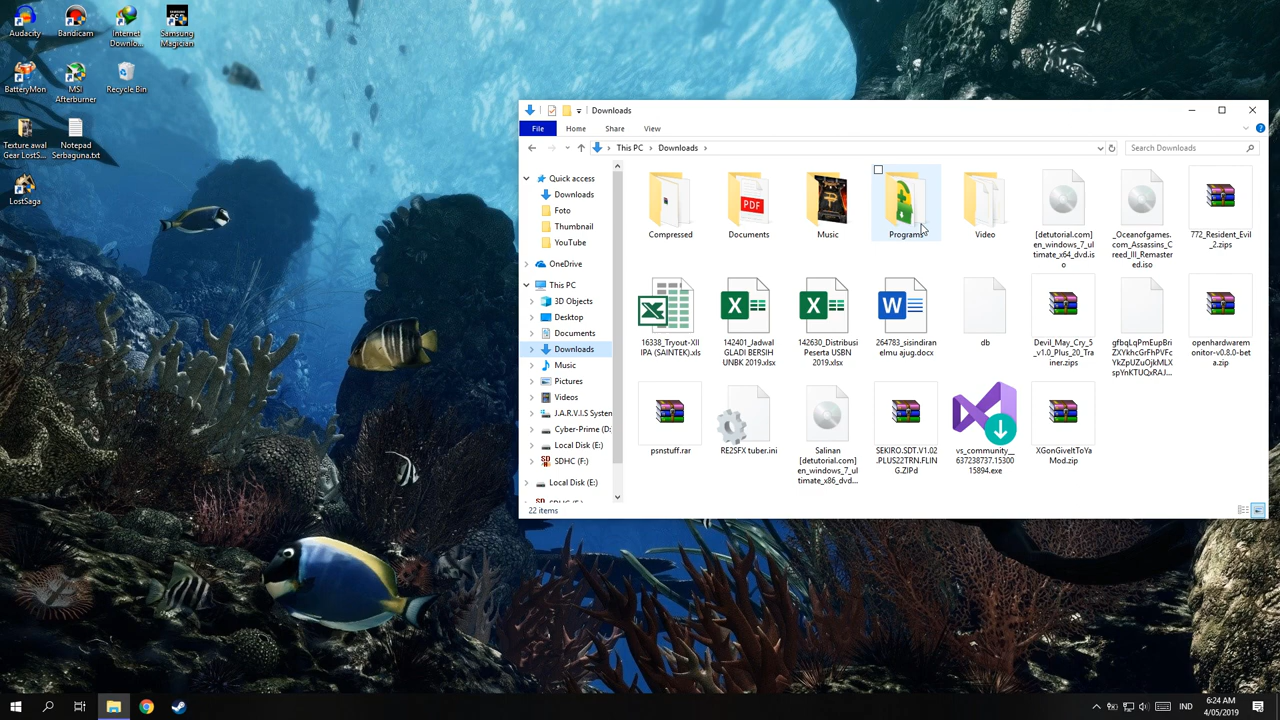 Audacity
Bandicam
Internet
Downlo...
Samsung
Magician
BatteryMon
MSI
Afterburner
Recycle Bin
Texture awal
Gear LostS...
Notepad
Serbaguna.txt
LostSaga
Downloads
File
Home
Share
View
This PC
Downloads
Search Downloads
Quick access
Downloads
Foto
Thumbnail
YouTube
OneDrive
This PC
3D Objects
Desktop
Documents
Downloads
Music
Pictures
Videos
J.A.R.V.I.S System
Cyber-Prime (D:
Local Disk (E:)
SDHC (F:)
Local Disk (E:)
Compressed
PDF
Documents
Music
Programs
Video
[detutorial.com]
en_windows_7_ul
timate_x64_dvd.is
o
_Oceanofgames.
com_Assassins_C
reed_III_Remaster
ed.iso
772_Resident_Evil
_2.zips
16338_Tryout-XII
IPA (SAINTEK).xls
142401_Jadwal
GLADI BERSIH
UNBK 2019.xlsx
142630_Distribusi
Peserta USBN
2019.xlsx
264783_sisindiran
elmu ajug.docx
db
Devil_May_Cry_5
_v1.0_Plus_20_Tra
iner.zips
openhardwarem
onitor-v0.8.0-bet
a.zip
psnstuff.rar
RE2SFX tuber.ini
Salinan
[detutorial.com]
en_windows_7_ul
timate_x86_dvd...
SEKIRO.SDT.V1.02
.PLUS22TRN.FLIN
G.ZIPd
vs_community__
637238737.15300
15894.exe
XGonGiveItToYa
Mod.zip
22 items
IND
6:24 AM
4/05/2019